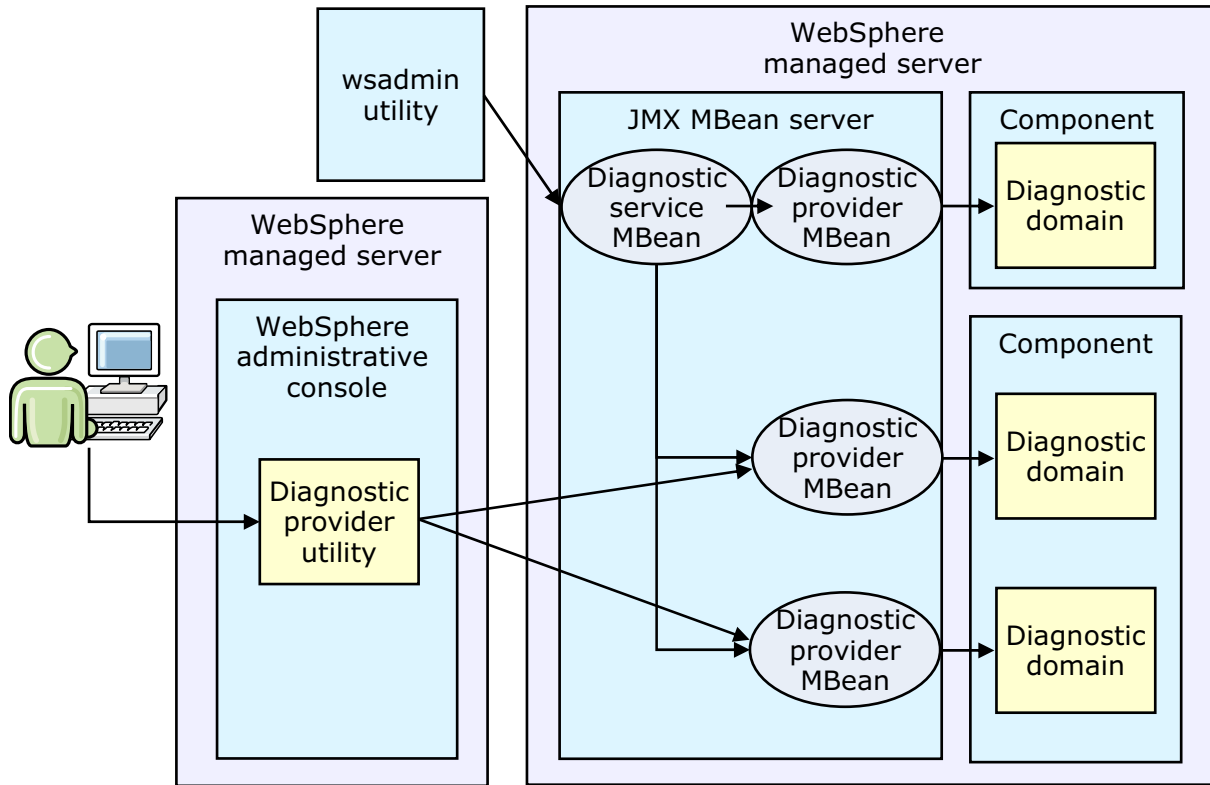 wsadmin
utility
WebSphere
managed server
JMX MBean server
Component
Diagnostic
service
MBean
Diagnostic
provider
MBean
Diagnostic
domain
WebSphere
managed server
WebSphere
administrative
console
Diagnostic
provider
utility
Component
Diagnostic
provider
MBean
Diagnostic
domain
Diagnostic
provider
MBean
Diagnostic
domain